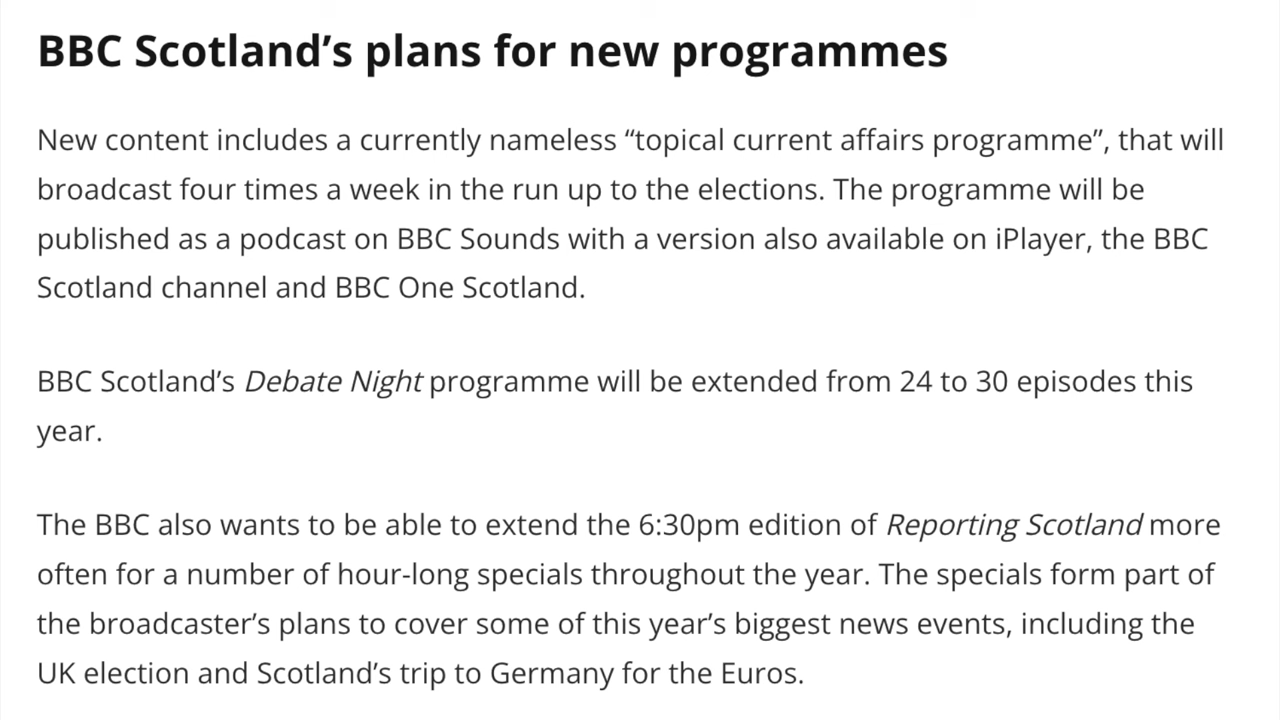 BBC Scotland’s plans for new programmes
New content includes a currently nameless “topical current affairs programme”, that will
broadcast four times a week in the run up to the elections. The programme will be
published as a podcast on BBC Sounds with a version also available on iPlayer, the BBC
Scotland channel and BBC One Scotland.
BBC Scotland’s Debate Night programme will be extended from 24 to 30 episodes this
year.
The BBC also wants to be able to extend the 6:30pm edition of Reporting Scotland more
often for a number of hour-long specials throughout the year. The specials form part of
the broadcaster’s plans to cover some of this year’s biggest news events, including the
UK election and Scotland’s trip to Germany for the Euros.